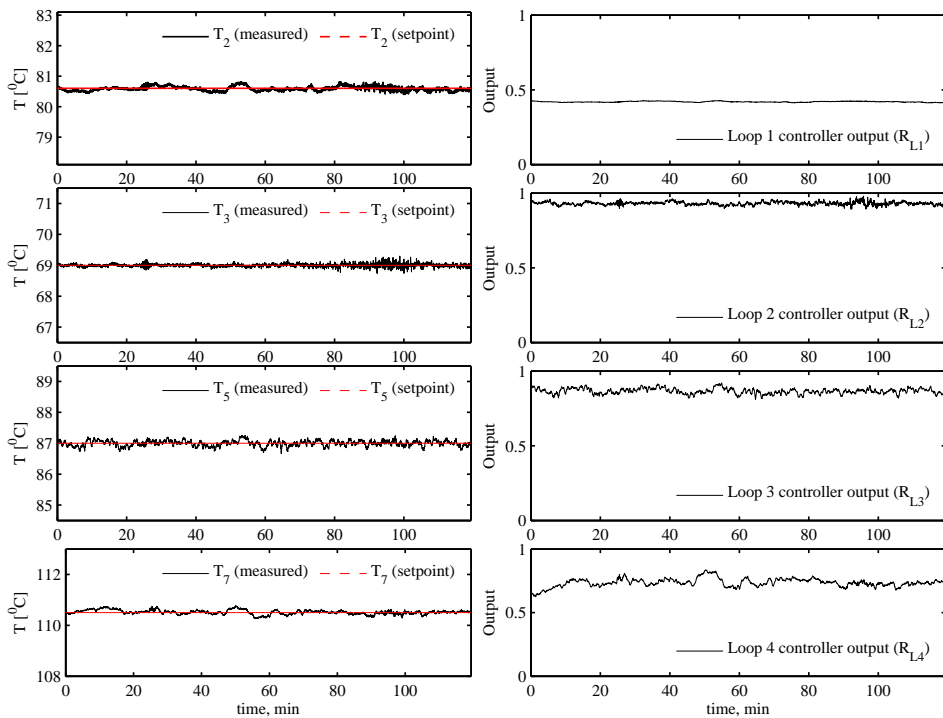 83
82
81
80
79
T [⁰C]
T₂ (measured) T₂ (setpoint)
0 20 40 60 80 100
1
0.5
0
Output
Loop 1 controller output (R_L1)
0 20 40 60 80 100
71
70
69
68
67
T [⁰C]
T₃ (measured) T₃ (setpoint)
0 20 40 60 80 100
1
0.5
0
Output
Loop 2 controller output (R_L2)
0 20 40 60 80 100
89
88
87
86
85
T [⁰C]
T₅ (measured) T₅ (setpoint)
0 20 40 60 80 100
1
0.5
0
Output
Loop 3 controller output (R_L3)
0 20 40 60 80 100
112
110
108
T [⁰C]
T₇ (measured) T₇ (setpoint)
0 20 40 60 80 100
time, min
1
0.5
0
Output
Loop 4 controller output (R_L4)
0 20 40 60 80 100
time, min